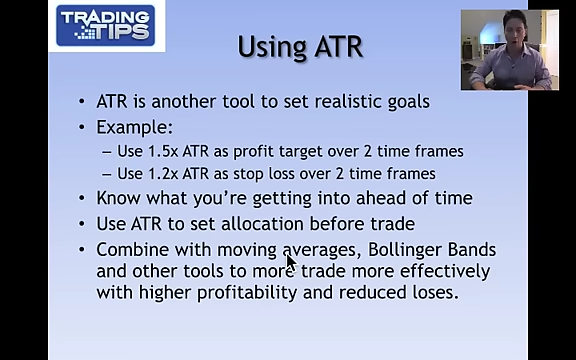 TRADING
TIPS
Using ATR
• ATR is another tool to set realistic goals
• Example:
– Use 1.5x ATR as profit target over 2 time frames
– Use 1.2x ATR as stop loss over 2 time frames
• Know what you're getting into ahead of time
• Use ATR to set allocation before trade
• Combine with moving averages, Bollinger Bands
and other tools to more trade more effectively
with higher profitability and reduced loses.